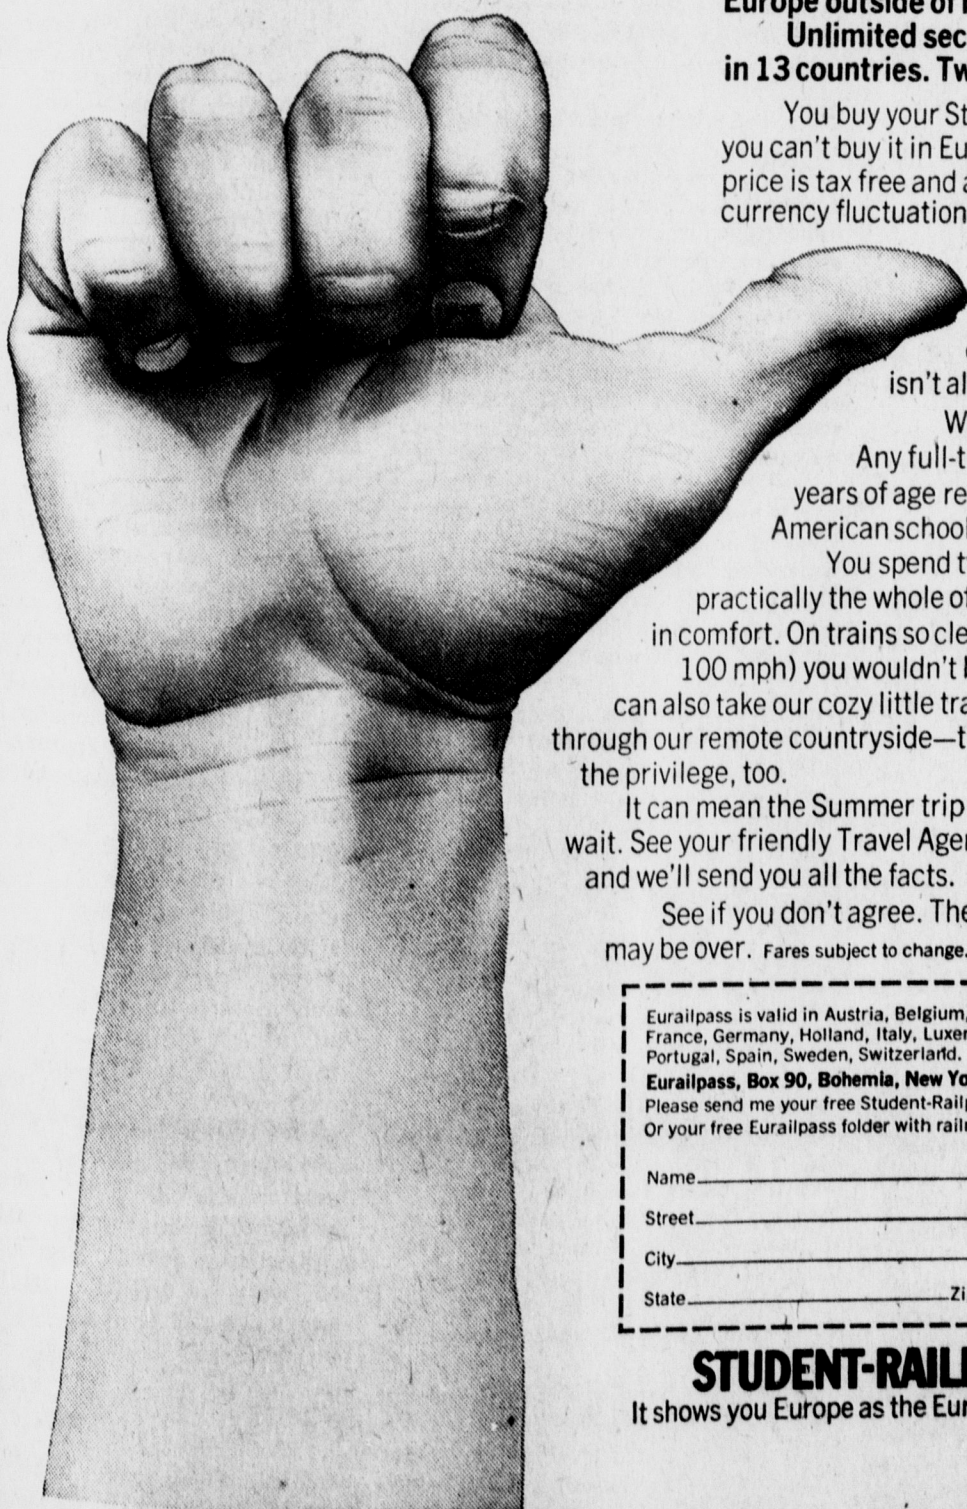 Europe outside of
Unlimited sec
in 13 countries. Tw
You buy your St
you can't buy it in Eu
price is tax free and a
currency fluctuation
isn't al
W
Any full-t
years of age re
American school
You spend t
practically the whole of
in comfort. On trains so cle
100 mph) you wouldn't
can also take our cozy little tra
through our remote countryside—t
the privilege, too.
It can mean the Summer trip
wait. See your friendly Travel Age
and we'll send you all the facts.
See if you don't agree. The
may be over. Fares subject to change.
Eurailpass is valid in Austria, Belgium,
France, Germany, Holland, Italy, Luxe
Portugal, Spain, Sweden, Switzerland.
Eurailpass, Box 90, Bohemia, New Yo
Please send me your free Student-Rail
Or your free Eurailpass folder with rail
Name
Street
City
State Zi
STUDENT-RAIL
It shows you Europe as the Eur